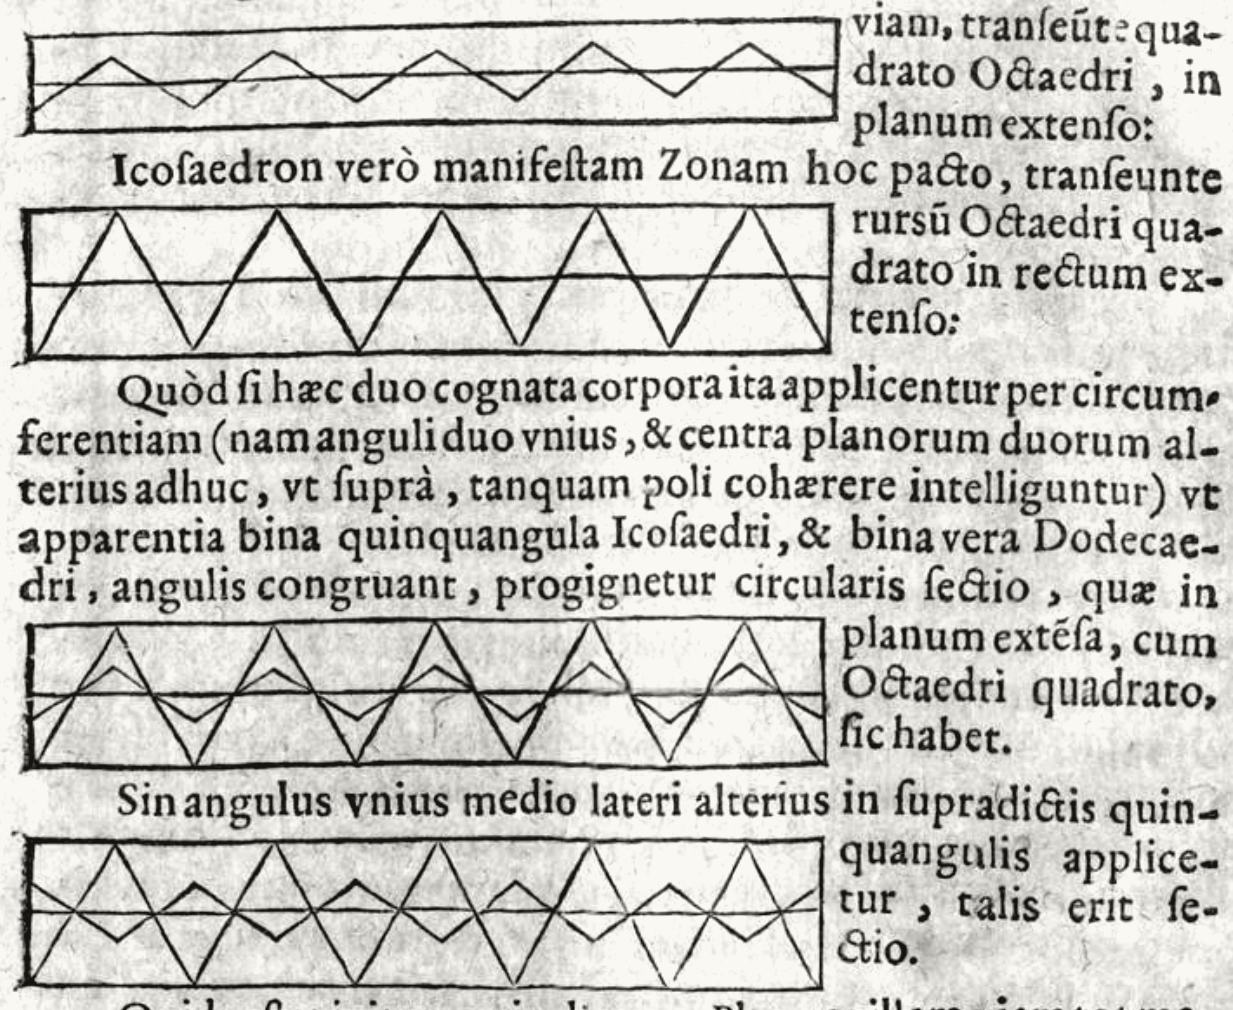 viam, tranſeūte qua-
drato Octaedri, in
planum extenſo:
Icoſaedron verò manifeſtam Zonam hoc pacto, tranſeunte
rursū Octaedri qua-
drato in rectum ex-
tenſo:
Quòd ſi hæc duo cognata corpora ita applicentur per circum-
ferentiam (nam anguli duo vnius, & centra planorum duorum al-
terius adhuc, vt ſuprà, tanquam poli cohærere intelliguntur) vt
apparentia bina quinquangula Icoſaedri, & bina vera Dodecae-
dri, angulis congruant, progignetur circularis ſectio, quæ in
planum extēſa, cum
Octaedri quadrato,
ſic habet.
Sin angulus vnius medio lateri alterius in ſupradictis quin-
quangulis applice-
tur, talis erit ſe-
ctio.